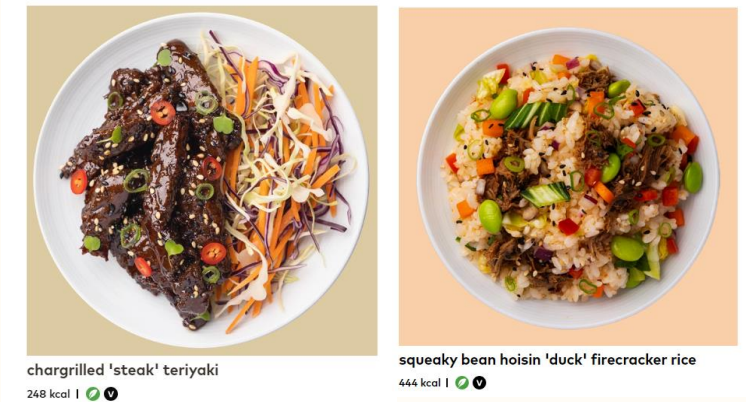 chargrilled 'steak' teriyaki
248 kcal | V
squeaky bean hoisin 'duck' firecracker rice
444 kcal | V